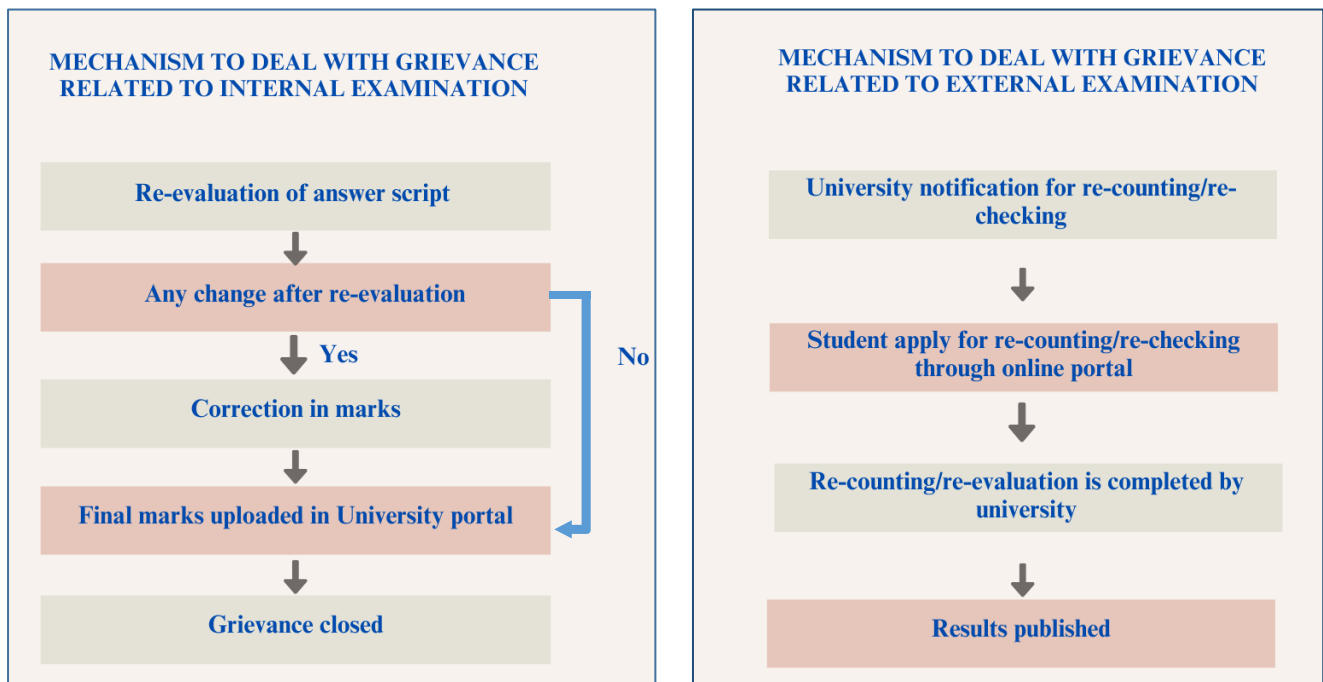 MECHANISM TO DEAL WITH GRIEVANCE
RELATED TO INTERNAL EXAMINATION
Re-evaluation of answer script
Any change after re-evaluation
Yes
No
Correction in marks
Final marks uploaded in University portal
Grievance closed
MECHANISM TO DEAL WITH GRIEVANCE
RELATED TO EXTERNAL EXAMINATION
University notification for re-counting/re-
checking
Student apply for re-counting/re-checking
through online portal
Re-counting/re-evaluation is completed by
university
Results published